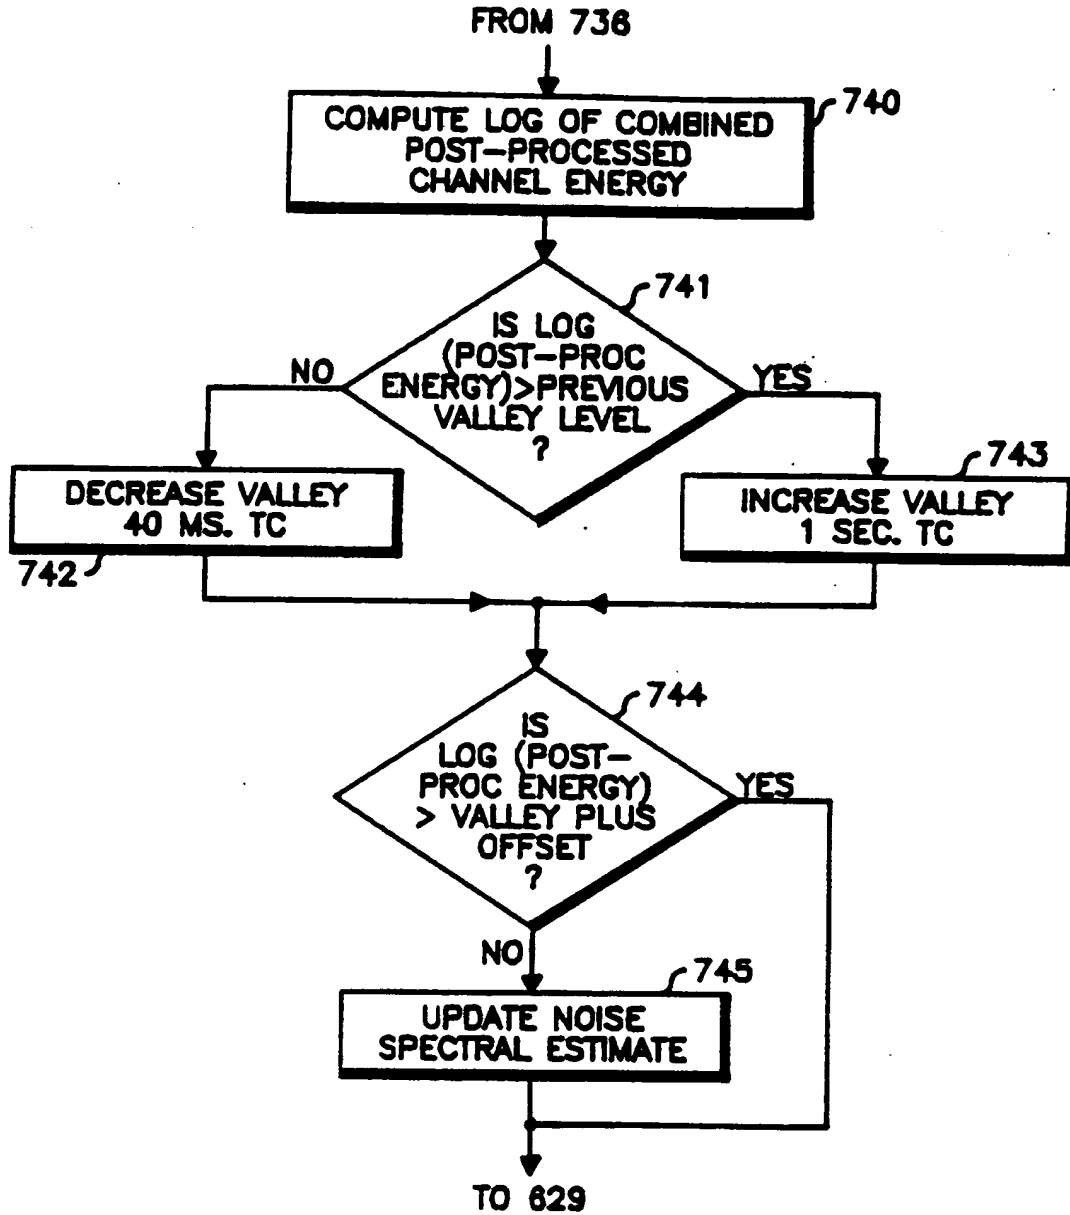 FROM 736
740
COMPUTE LOG OF COMBINED
POST-PROCESSED
CHANNEL ENERGY
741
IS LOG
(POST-PROC
ENERGY)>PREVIOUS
VALLEY LEVEL
?
NO
YES
743
DECREASE VALLEY
40 MS. TC
INCREASE VALLEY
1 SEC. TC
742
744
IS
LOG (POST-
PROC ENERGY)
> VALLEY PLUS
OFFSET
?
YES
NO
745
UPDATE NOISE
SPECTRAL ESTIMATE
TO 629